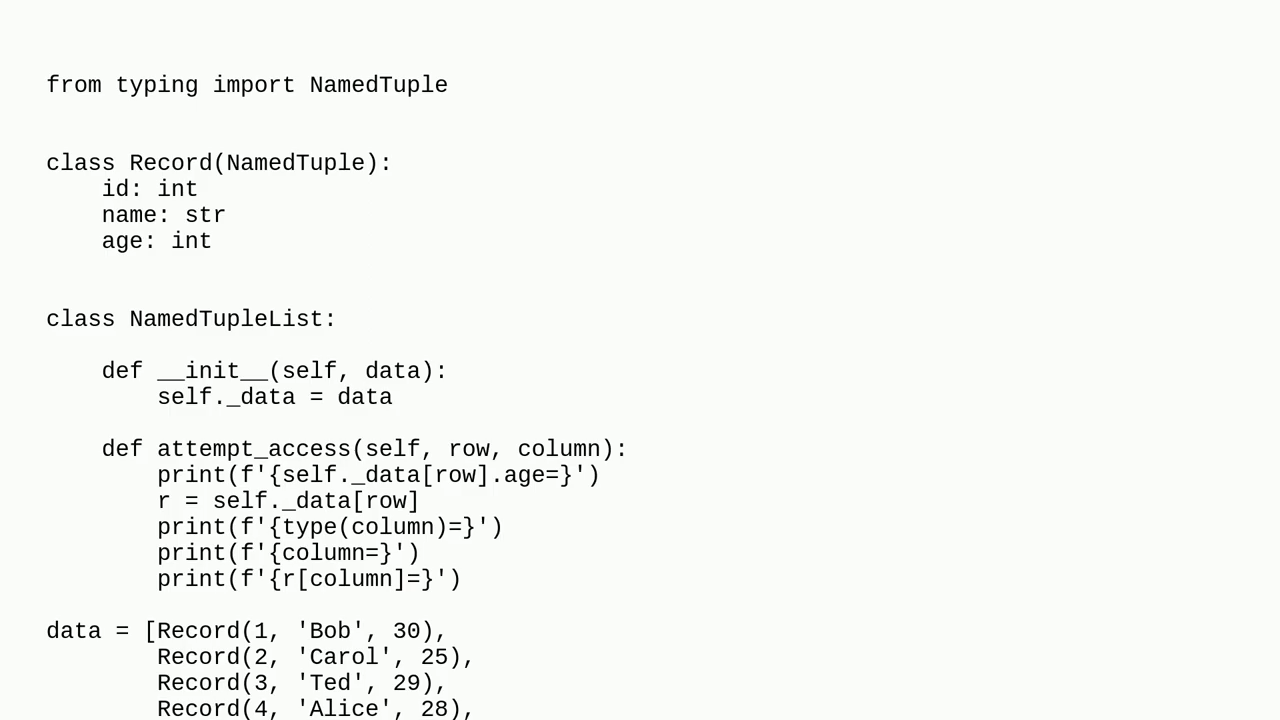 from typing import NamedTuple
class Record(NamedTuple):
    id: int
    name: str
    age: int
class NamedTupleList:
    def __init__(self, data):
        self._data = data
    def attempt_access(self, row, column):
        print(f'{self._data[row].age=}')
        r = self._data[row]
        print(f'{type(column)=}')
        print(f'{column=}')
        print(f'{r[column]=}')
data = [Record(1, 'Bob', 30),
        Record(2, 'Carol', 25),
        Record(3, 'Ted', 29),
        Record(4, 'Alice', 28),